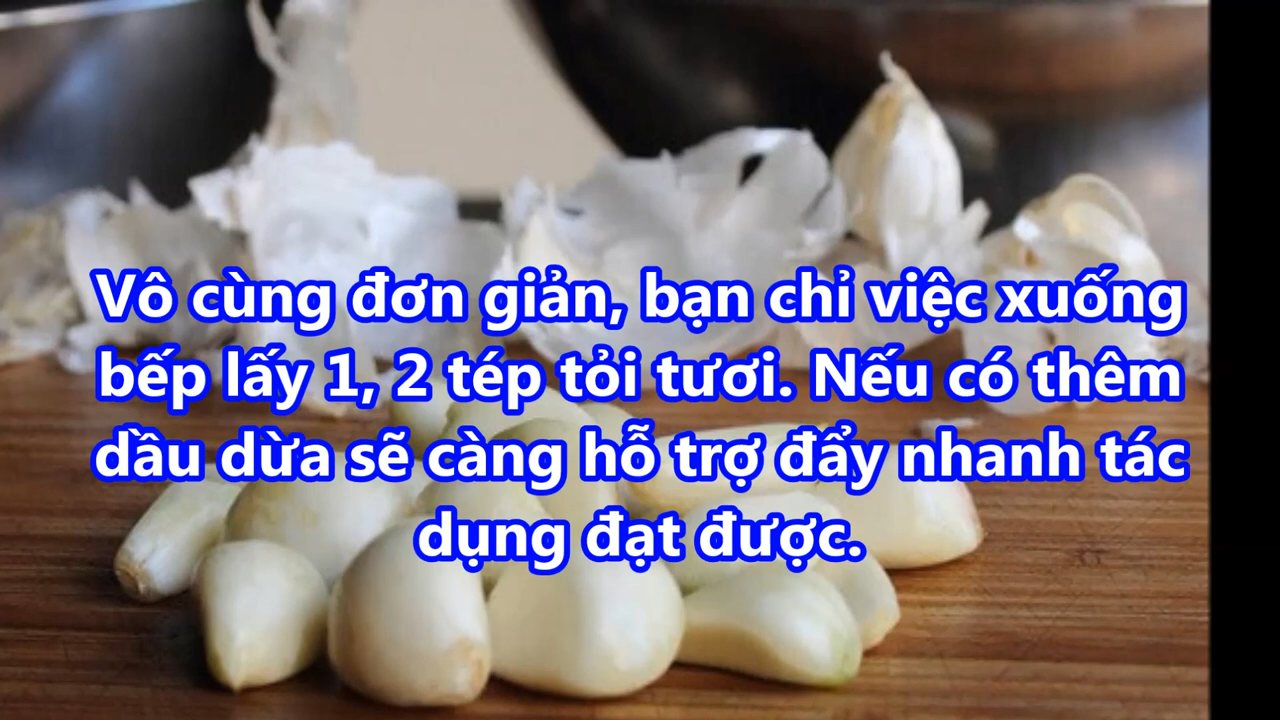 Vô cùng đơn giản, bạn chỉ việc xuống
bếp lấy 1, 2 tép tỏi tươi. Nếu có thêm
dầu dừa sẽ càng hỗ trợ đẩy nhanh tác
dụng đạt được.